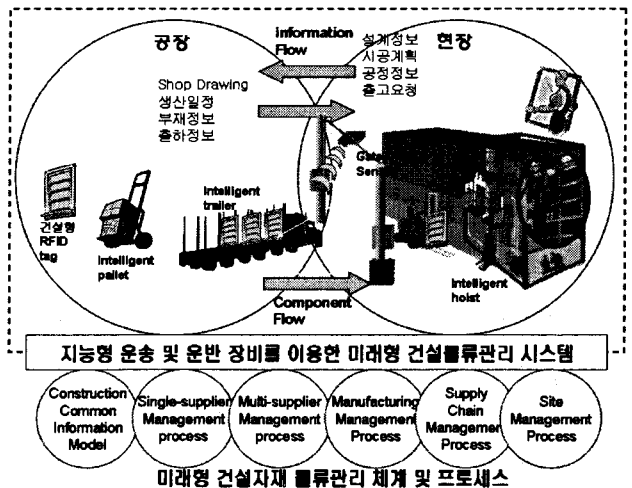 공장
Information
Flow
현장
설계정보
시공계획
공정정보
출고요청
Shop Drawing
생산일정
부재정보
출하정보
건설형
RFID
tag
Intelligent
pallet
Intelligent
trailer
Gate
Intelligent
hoist
Component
Flow
지능형 운송 및 운반 장비를 이용한 미래형 건설물류관리 시스템
Construction
Common
Information
Model
Single-supplier
Management
process
Multi-supplier
Management
process
Manufacturing
Management
Process
Supply
Chain
Management
Process
Site
Management
Process
미래형 건설자재 물류관리 체계 및 프로세스